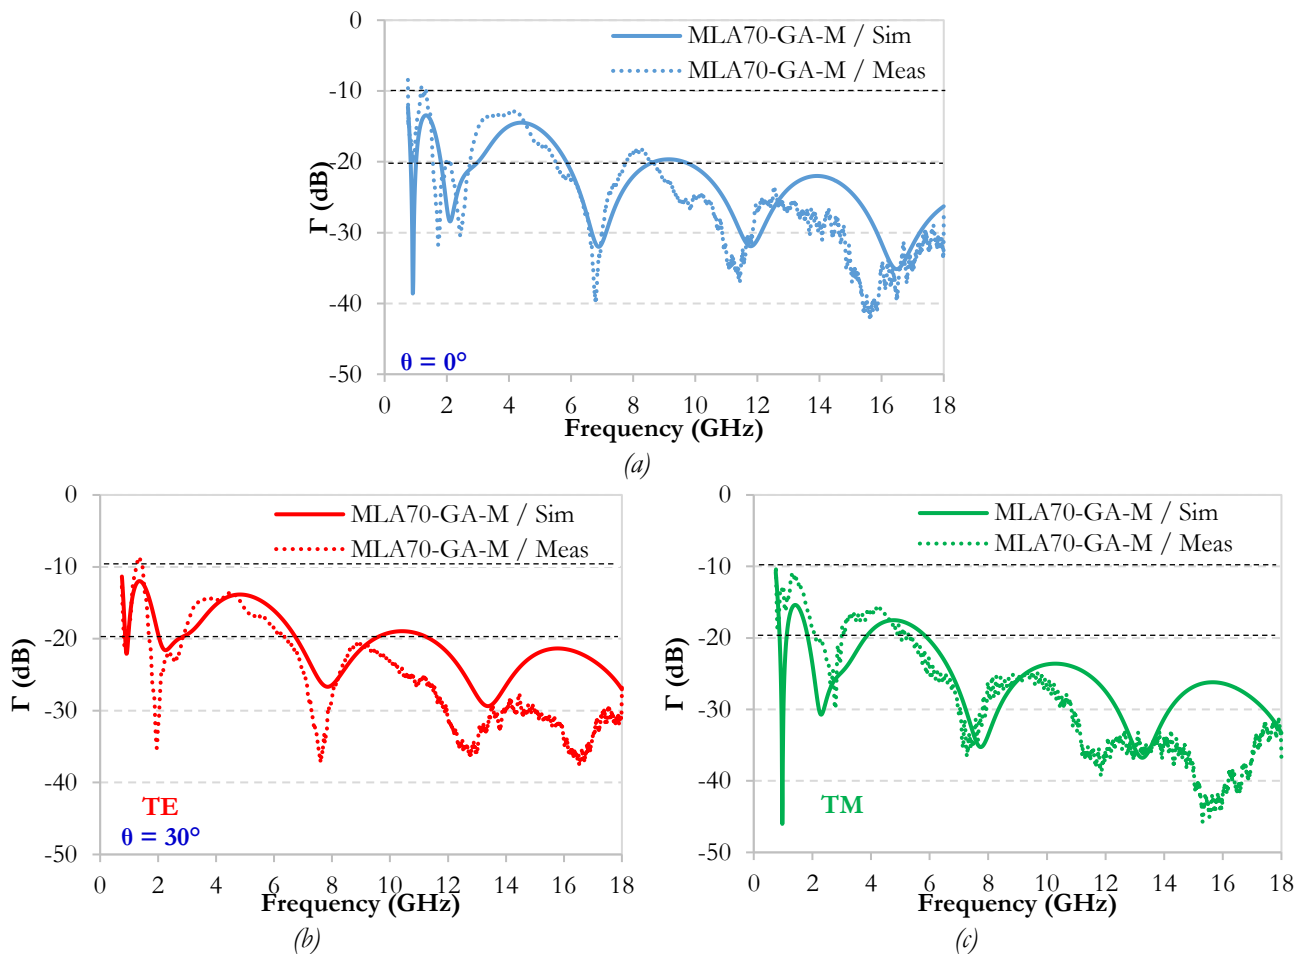 0
MLA70-GA-M / Sim
MLA70-GA-M / Meas
-10
-20
-30
-40
-50
Γ (dB)
θ = 0°
0 2 4 6 8 10 12 14 16 18
Frequency (GHz)
(a)
0
MLA70-GA-M / Sim
MLA70-GA-M / Meas
-10
-20
-30
-40
-50
Γ (dB)
TE
θ = 30°
0 2 4 6 8 10 12 14 16 18
Frequency (GHz)
(b)
0
MLA70-GA-M / Sim
MLA70-GA-M / Meas
-10
-20
-30
-40
-50
Γ (dB)
TM
0 2 4 6 8 10 12 14 16 18
Frequency (GHz)
(c)